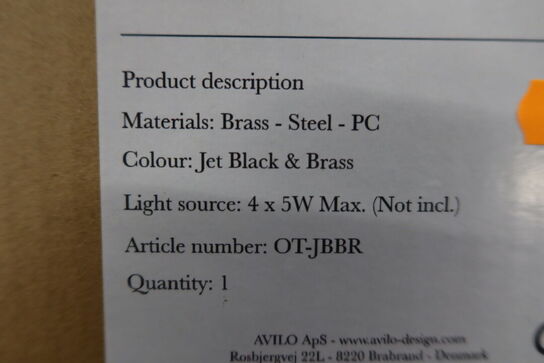 Product description
Materials: Brass - Steel - PC
Colour: Jet Black & Brass
Light source: 4 x 5W Max. (Not incl.)
Article number: OT-JBBR
Quantity: 1
AVILO ApS - www.avilo-design.com
Rosbjergvej 22L - 8220 Brabrand - Denmark